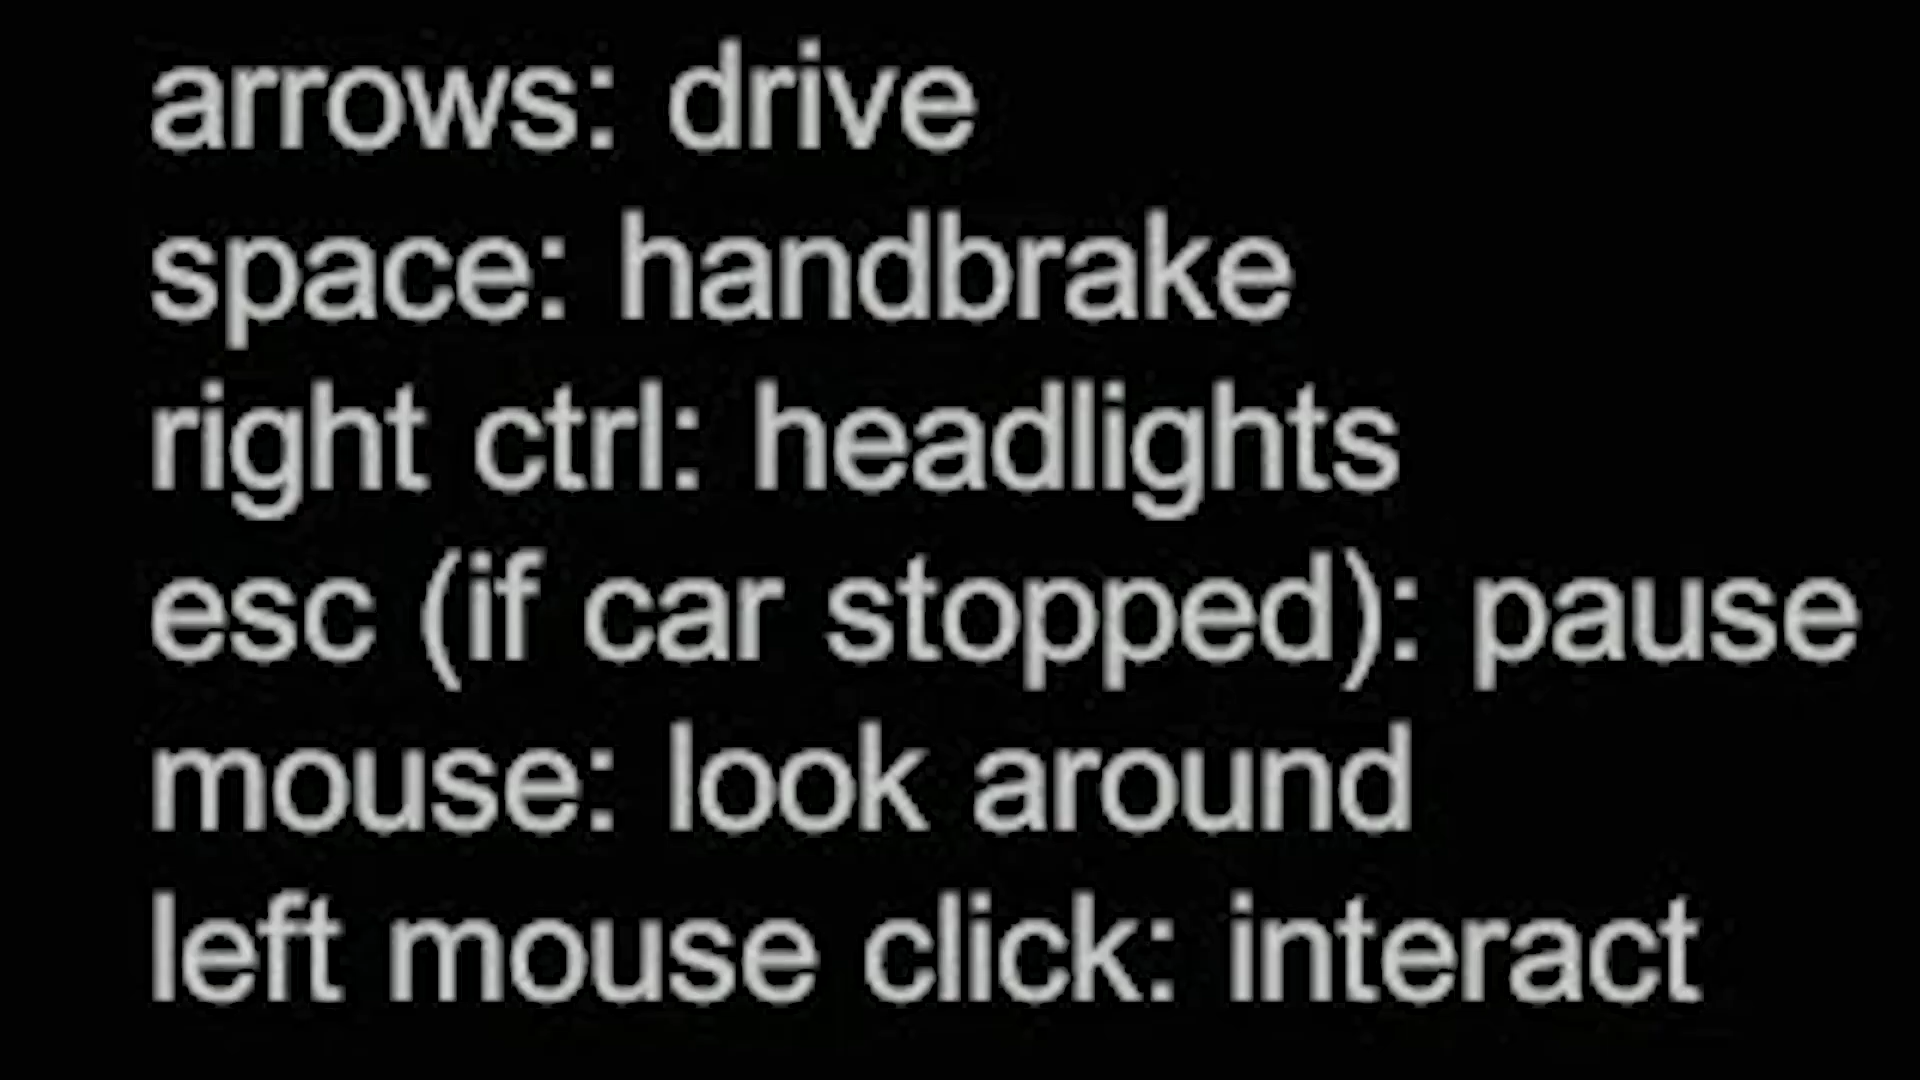 arrows: drive
space: handbrake
right ctrl: headlights
esc (if car stopped): pause
mouse: look around
left mouse click: interact